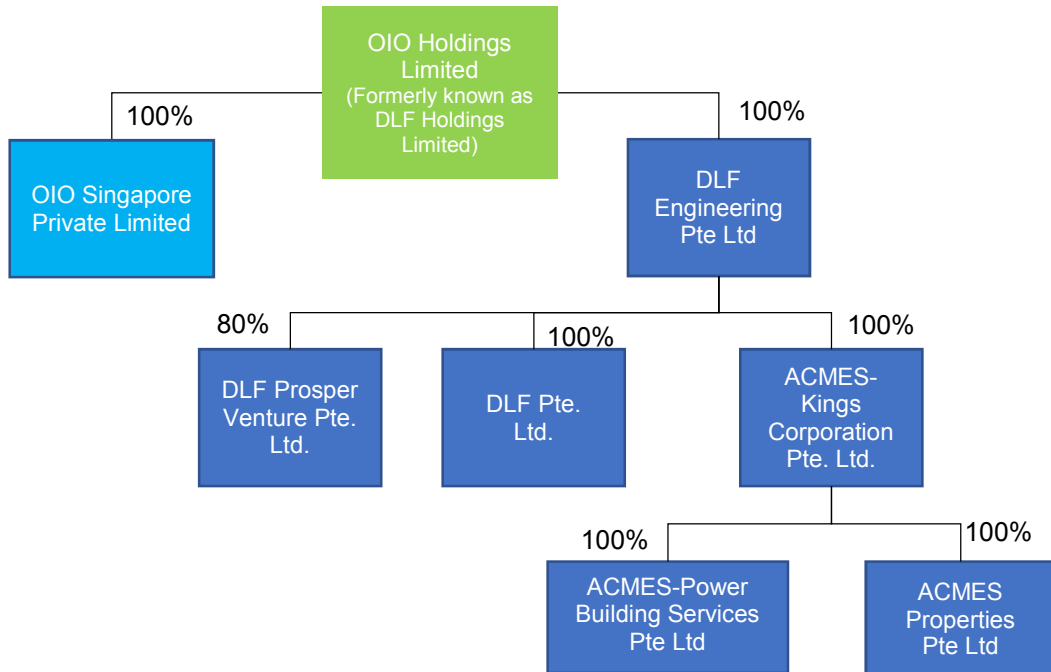 OIO Holdings
Limited
(Formerly known as
DLF Holdings
Limited)
100%
100%
OIO Singapore
Private Limited
DLF
Engineering
Pte Ltd
80%
100%
100%
DLF Prosper
Venture Pte.
Ltd.
DLF Pte.
Ltd.
ACMES-
Kings
Corporation
Pte. Ltd.
100%
100%
ACMES-Power
Building Services
Pte Ltd
ACMES
Properties
Pte Ltd